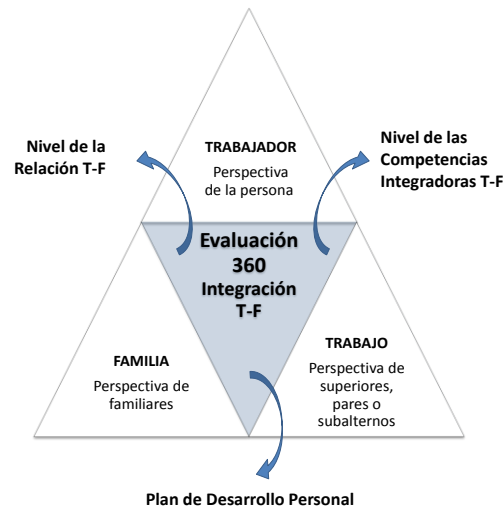 Nivel de la
Relación T-F
TRABAJADOR
Perspectiva
de la persona
Nivel de las
Competencias
Integradoras T-F
Evaluación
360
Integración
T-F
FAMILIA
Perspectiva de
familiares
TRABAJO
Perspectiva de
superiores,
pares o
subalternos
Plan de Desarrollo Personal